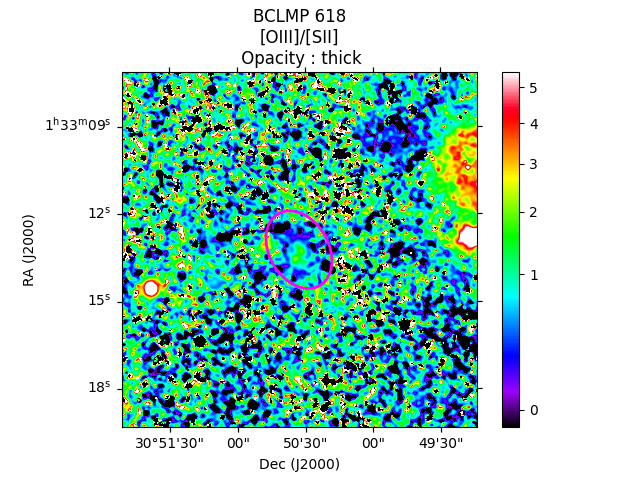 BCLMP 618
[OIII]/[SII]
Opacity : thick
1ʰ33ᵐ09ˢ
12ˢ
15ˢ
18ˢ
RA (J2000)
30°51'30" 00" 50'30" 00" 49'30"
Dec (J2000)
5
4
3
2
1
0